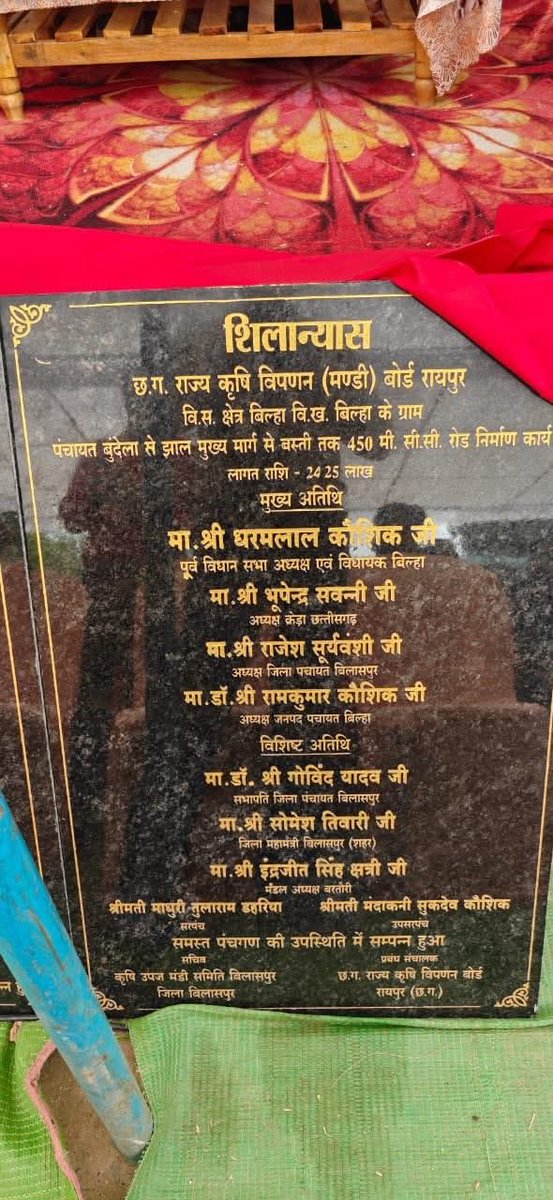 शिलान्यास
छ.ग. राज्य कृषि विपणन (मण्डी) बोर्ड रायपुर
वि.स. क्षेत्र बिल्हा वि.ख. बिल्हा के ग्राम
पंचायत बुंदेला से झाल मुख्य मार्ग से बस्ती तक 450 मी. सी.सी. रोड निर्माण कार्य
लागत राशि - 24.25 लाख
मुख्य अतिथि
मा.श्री धरमलाल कौशिक जी
पूर्व विधान सभा अध्यक्ष एवं विधायक बिल्हा
मा.श्री भूपेन्द्र सवन्नी जी
अध्यक्ष क्रेडा छत्तीसगढ़
मा.श्री राजेश सूर्यवंशी जी
अध्यक्ष जिला पंचायत बिलासपुर
मा.डॉ.श्री रामकुमार कौशिक जी
अध्यक्ष जनपद पंचायत बिल्हा
विशिष्ट अतिथि
मा.डॉ. श्री गोविंद यादव जी
सभापति जिला पंचायत बिलासपुर
मा.श्री सोमेश तिवारी जी
जिला महामंत्री बिलासपुर (शहर)
मा.श्री इंद्रजीत सिंह क्षत्री जी
मंडल अध्यक्ष बरतोरी
श्रीमती माधुरी तुलाराम डहरिया श्रीमती मंदाकनी सुकदेव कौशिक
सरपंच उपसरपंच
समस्त पंचगण की उपस्थिति में सम्पन्न हुआ
सचिव प्रबंध संचालक
कृषि उपज मंडी समिति बिलासपुर छ.ग. राज्य कृषि विपणन बोर्ड
जिला बिलासपुर रायपुर (छ.ग.)